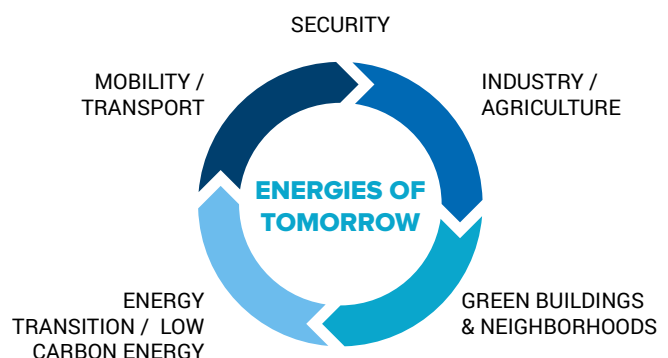 SECURITY
MOBILITY /
TRANSPORT
INDUSTRY /
AGRICULTURE
ENERGIES OF
TOMORROW
ENERGY
TRANSITION / LOW
CARBON ENERGY
GREEN BUILDINGS
& NEIGHBORHOODS